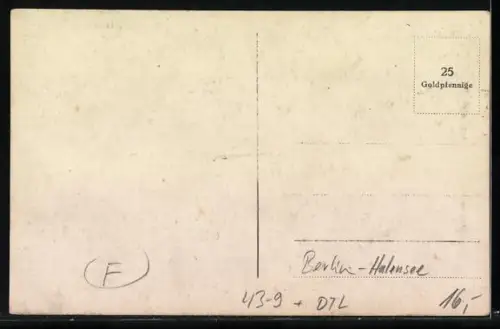 25
Goldpfennige
Berlin-Halensee
(F)
43-9 + DTL
16,-